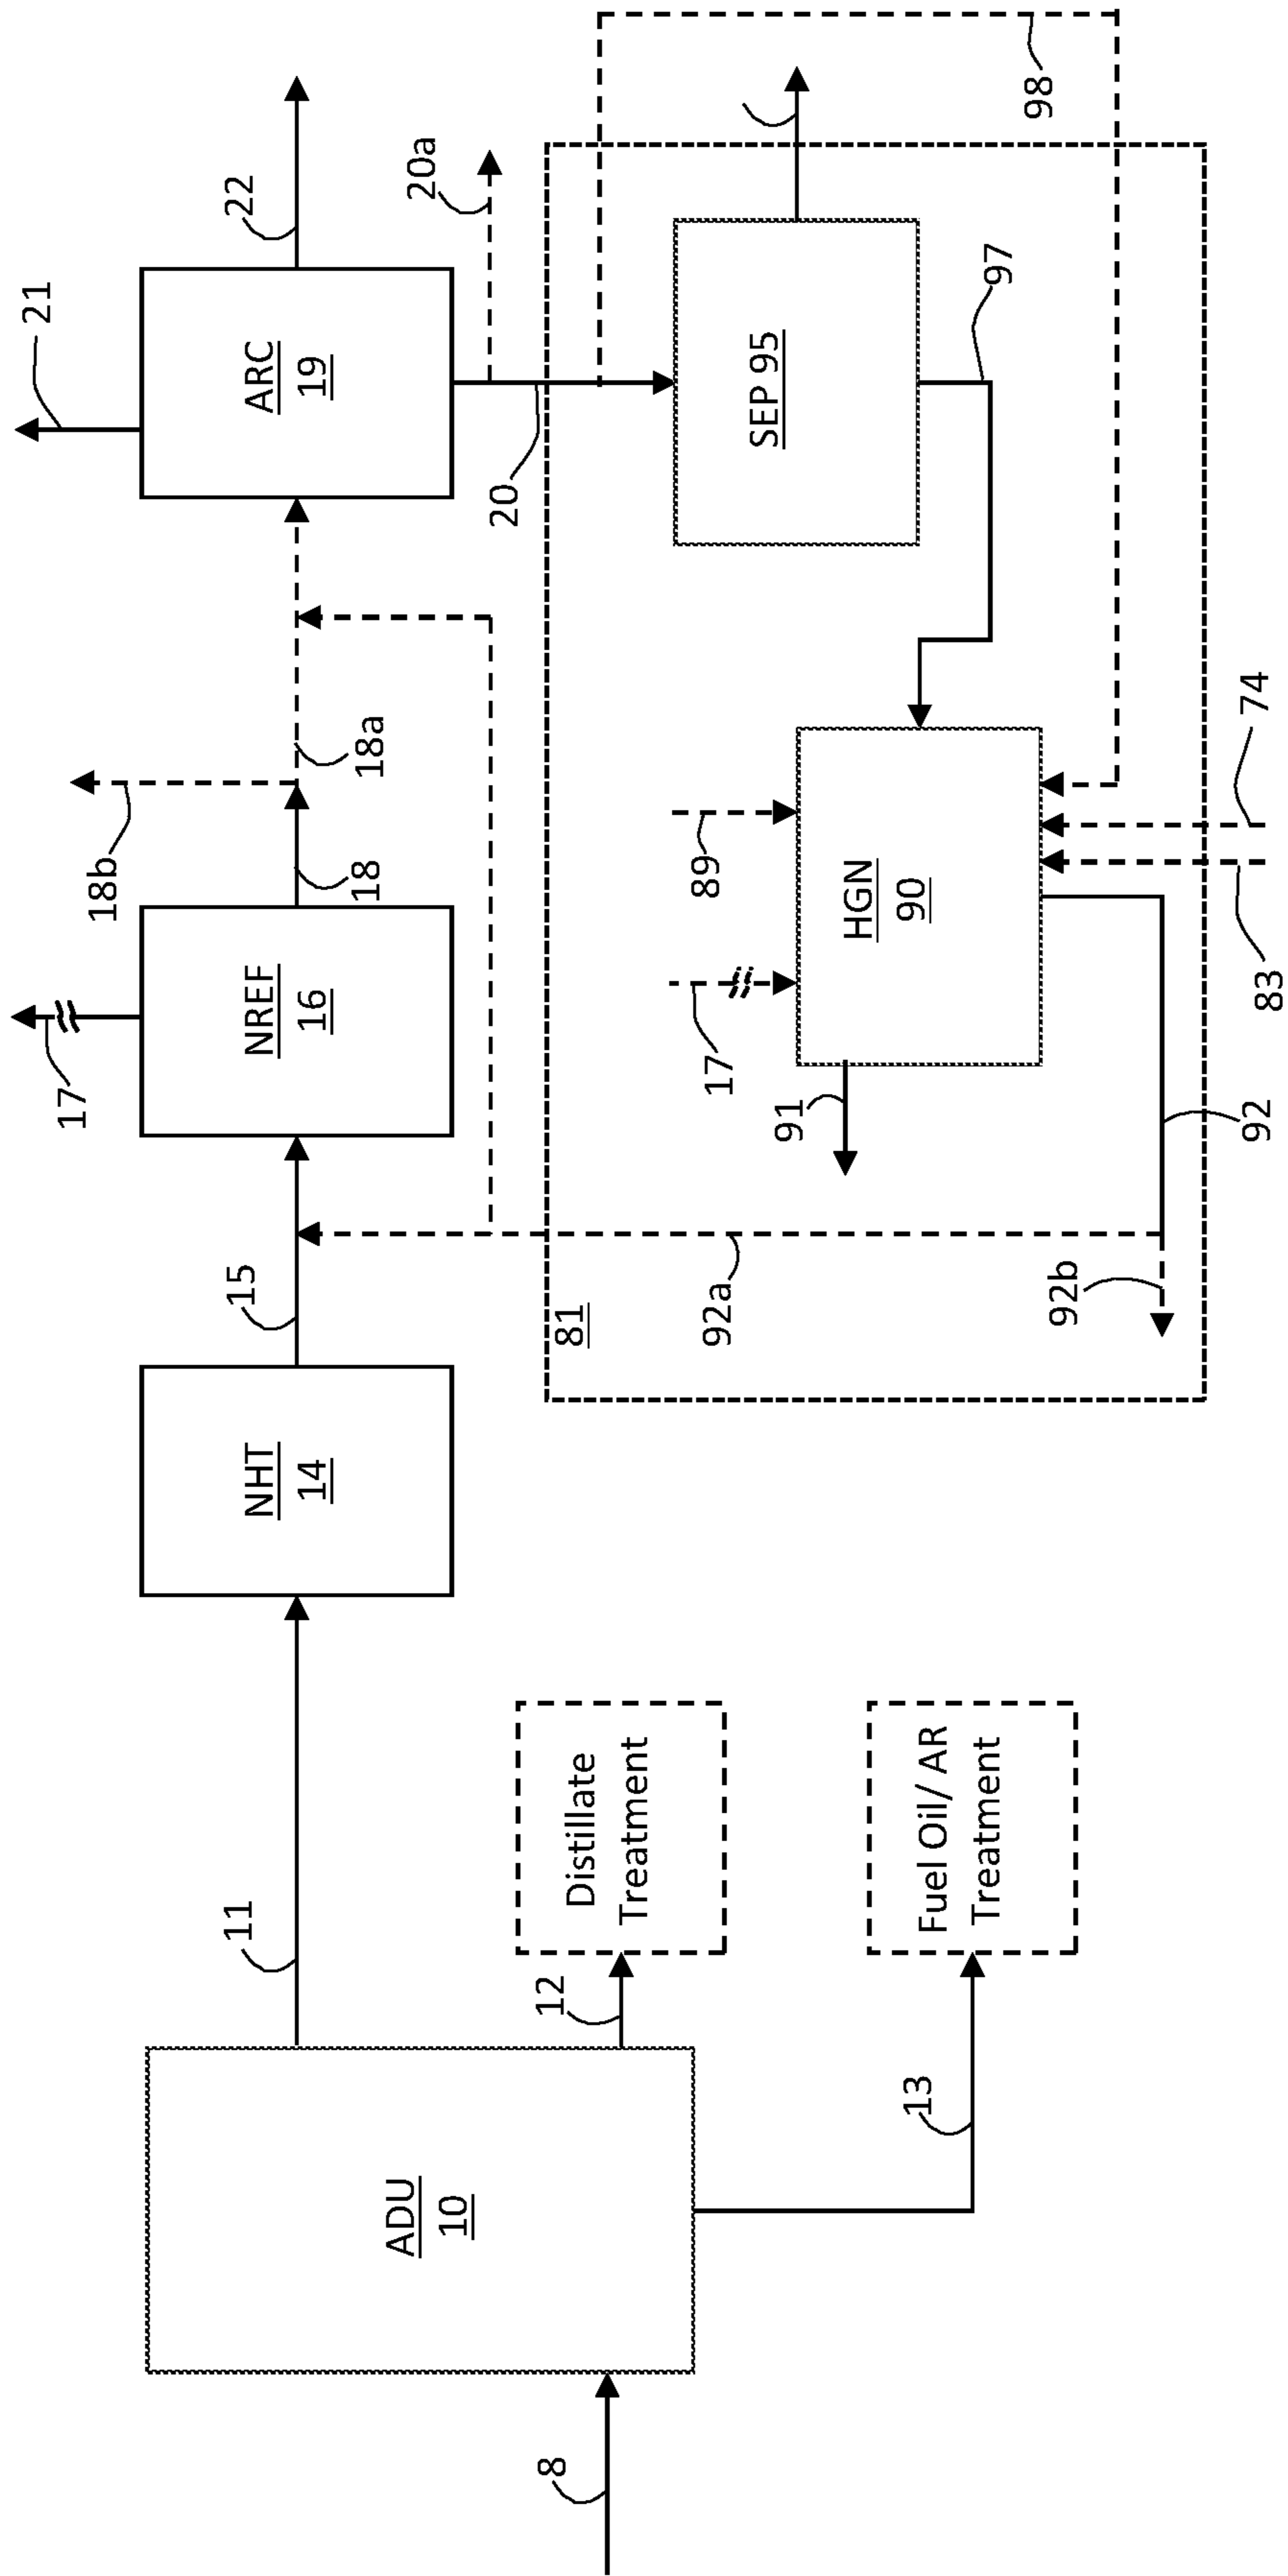 21
22
ARC
19
20a
20
98
SEP 95
97
18b
18a
18
17
NREF
16
89
17
HGN
90
91
74
83
92
15
92a
92b
81
NHT
14
11
Distillate
Treatment
12
Fuel Oil/ AR
Treatment
13
ADU
10
8